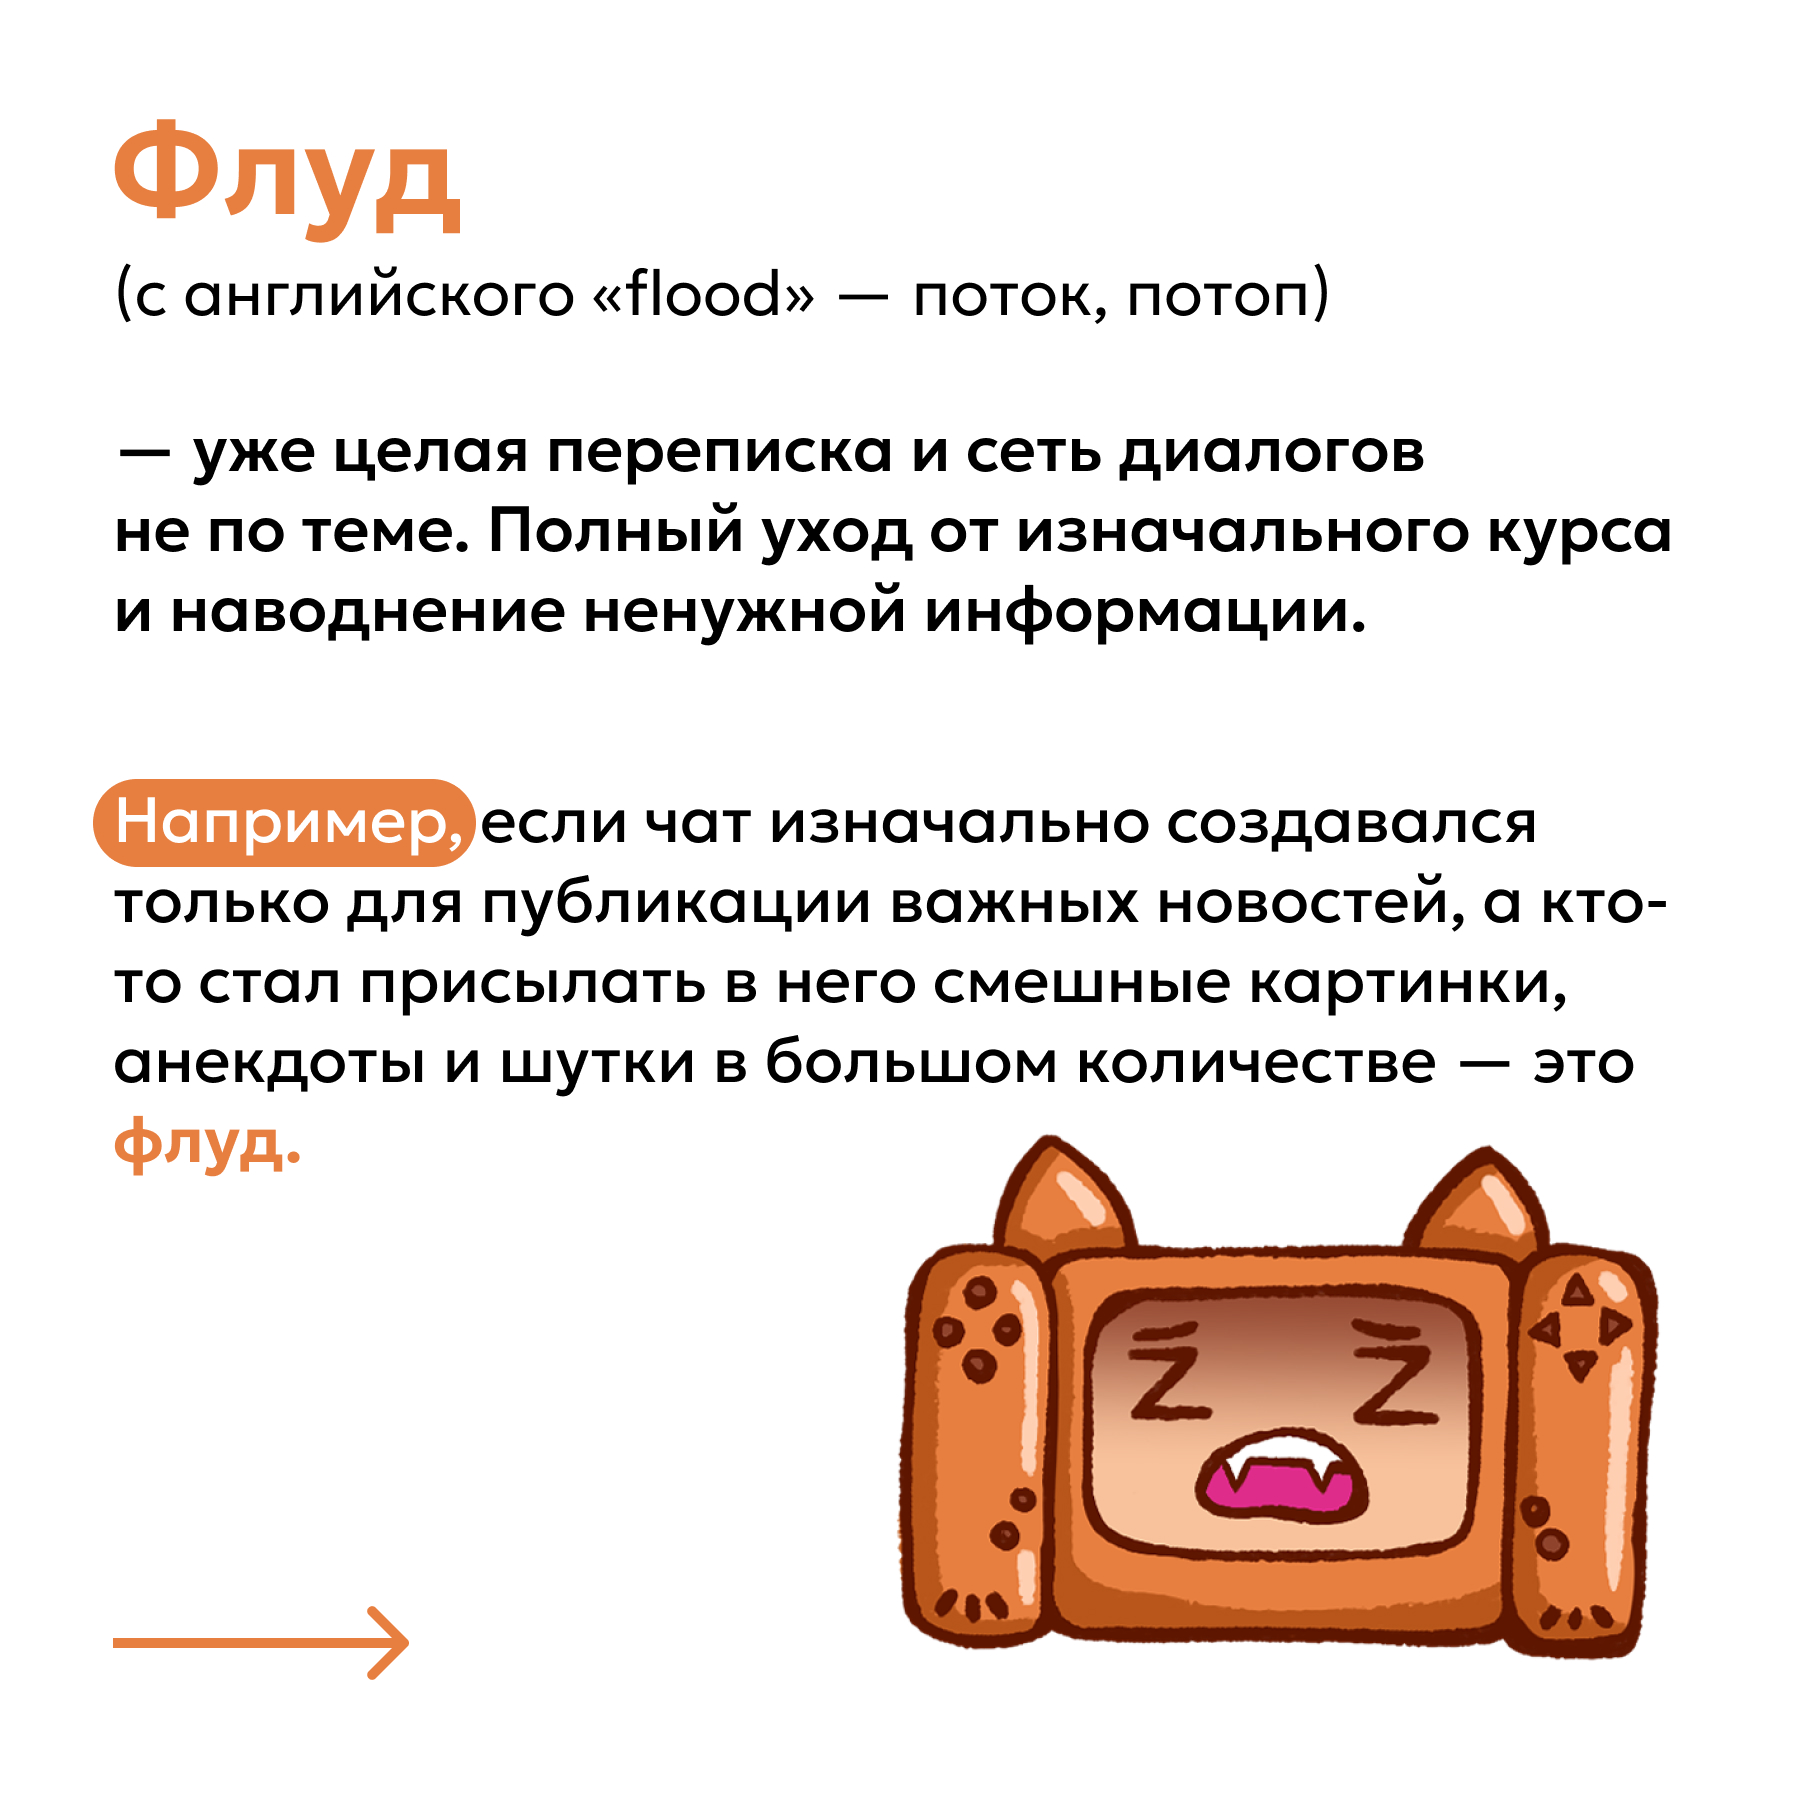 Флуд
(с английского «flood» — поток, потоп)
— уже целая переписка и сеть диалогов
не по теме. Полный уход от изначального курса
и наводнение ненужной информации.
Например, если чат изначально создавался
только для публикации важных новостей, а кто-
то стал присылать в него смешные картинки,
анекдоты и шутки в большом количестве — это
флуд.